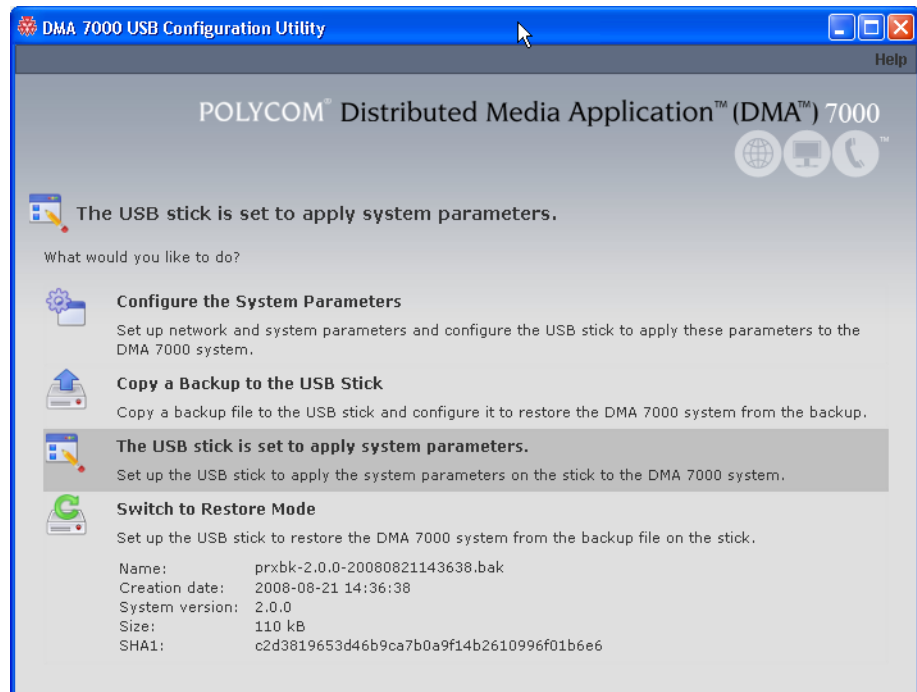 DMA 7000 USB Configuration Utility
Help
POLYCOM® Distributed Media Application™ (DMA™) 7000
™
The USB stick is set to apply system parameters.
What would you like to do?
Configure the System Parameters
Set up network and system parameters and configure the USB stick to apply these parameters to the
DMA 7000 system.
Copy a Backup to the USB Stick
Copy a backup file to the USB stick and configure it to restore the DMA 7000 system from the backup.
The USB stick is set to apply system parameters.
Set up the USB stick to apply the system parameters on the stick to the DMA 7000 system.
Switch to Restore Mode
Set up the USB stick to restore the DMA 7000 system from the backup file on the stick.
Name: prxbk-2.0.0-20080821143638.bak
Creation date: 2008-08-21 14:36:38
System version: 2.0.0
Size: 110 kB
SHA1: c2d3819653d46b9ca7b0a9f14b2610996f01b6e6